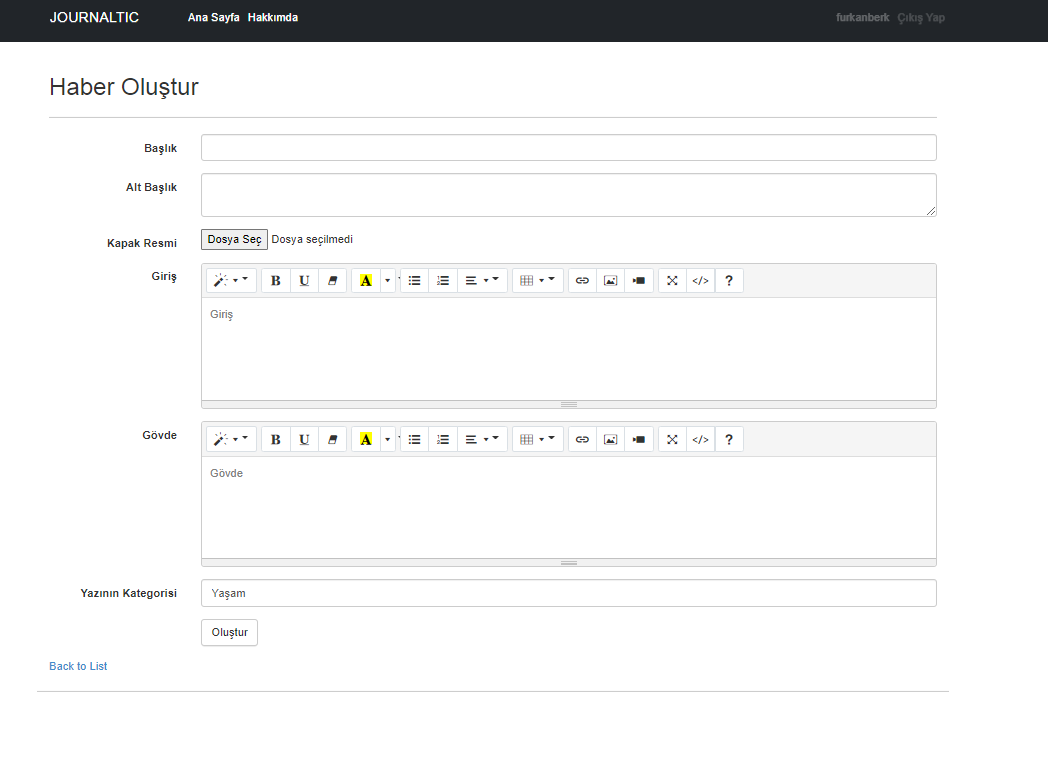 JOURNALTIC Ana Sayfa Hakkımda furkanberk Çıkış Yap
Haber Oluştur
Başlık
Alt Başlık
Kapak Resmi Dosya Seç Dosya seçilmedi
Giriş
B U A </> ?
Giriş
Gövde
B U A </> ?
Gövde
Yazının Kategorisi Yaşam
Oluştur
Back to List